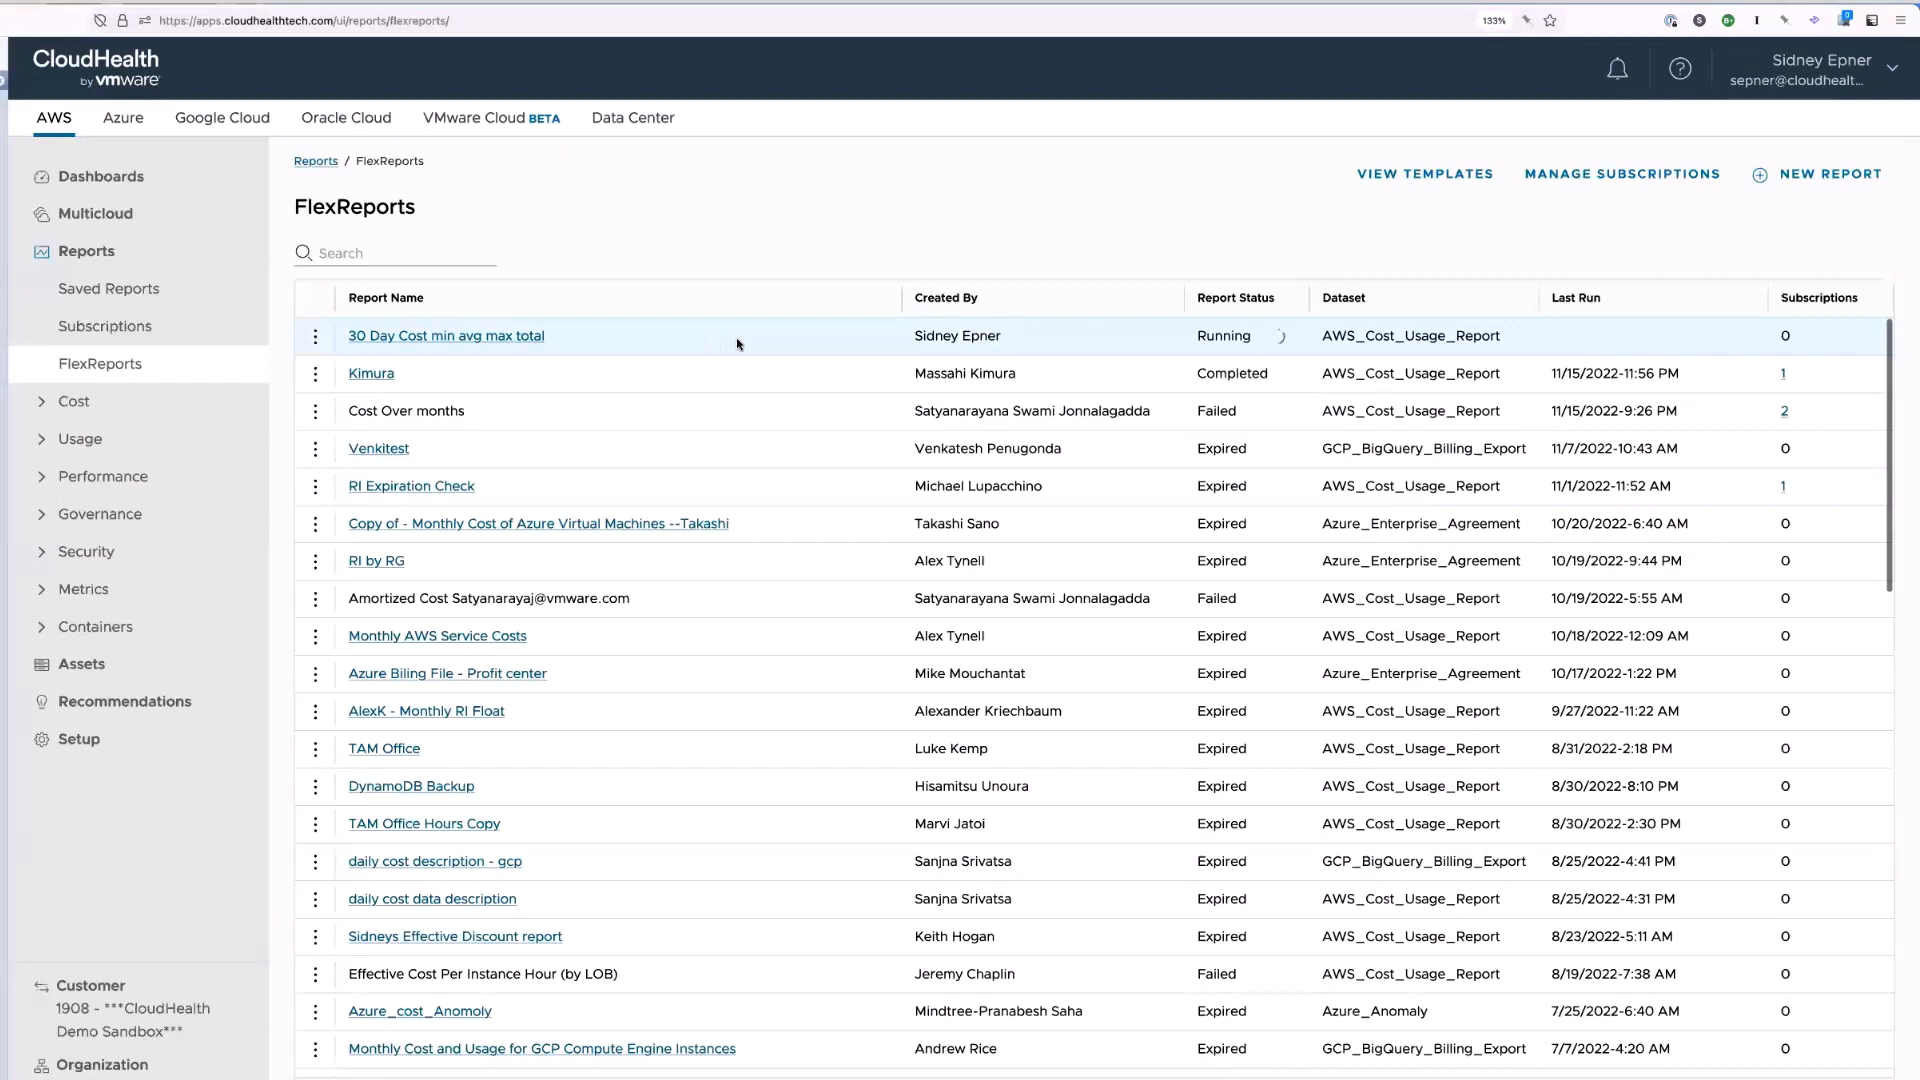 https://apps.cloudhealthtech.com/ui/reports/flexreports/
133%
CloudHealth
by vmware
Sidney Epner
sepner@cloudhealt...
AWS
Azure
Google Cloud
Oracle Cloud
VMware Cloud BETA
Data Center
Dashboards
Multicloud
Reports
Saved Reports
Subscriptions
FlexReports
Cost
Usage
Performance
Governance
Security
Metrics
Containers
Assets
Recommendations
Setup
Customer
1908 - ***CloudHealth
Demo Sandbox***
Organization
Reports / FlexReports
VIEW TEMPLATES
MANAGE SUBSCRIPTIONS
NEW REPORT
FlexReports
Search
Report Name Created By Report Status Dataset Last Run Subscriptions
30 Day Cost min avg max total Sidney Epner Running AWS_Cost_Usage_Report 0
Kimura Massahi Kimura Completed AWS_Cost_Usage_Report 11/15/2022-11:56 PM 1
Cost Over months Satyanarayana Swami Jonnalagadda Failed AWS_Cost_Usage_Report 11/15/2022-9:26 PM 2
Venkitest Venkatesh Penugonda Expired GCP_BigQuery_Billing_Export 11/7/2022-10:43 AM 0
RI Expiration Check Michael Lupacchino Expired AWS_Cost_Usage_Report 11/1/2022-11:52 AM 1
Copy of - Monthly Cost of Azure Virtual Machines --Takashi Takashi Sano Expired Azure_Enterprise_Agreement 10/20/2022-6:40 AM 0
RI by RG Alex Tynell Expired Azure_Enterprise_Agreement 10/19/2022-9:44 PM 0
Amortized Cost Satyanarayaj@vmware.com Satyanarayana Swami Jonnalagadda Failed AWS_Cost_Usage_Report 10/19/2022-5:55 AM 0
Monthly AWS Service Costs Alex Tynell Expired AWS_Cost_Usage_Report 10/18/2022-12:09 AM 0
Azure Biling File - Profit center Mike Mouchantat Expired Azure_Enterprise_Agreement 10/17/2022-1:22 PM 0
AlexK - Monthly RI Float Alexander Kriechbaum Expired AWS_Cost_Usage_Report 9/27/2022-11:22 AM 0
TAM Office Luke Kemp Expired AWS_Cost_Usage_Report 8/31/2022-2:18 PM 0
DynamoDB Backup Hisamitsu Unoura Expired AWS_Cost_Usage_Report 8/30/2022-8:10 PM 0
TAM Office Hours Copy Marvi Jatoi Expired AWS_Cost_Usage_Report 8/30/2022-2:30 PM 0
daily cost description - gcp Sanjna Srivatsa Expired GCP_BigQuery_Billing_Export 8/25/2022-4:41 PM 0
daily cost data description Sanjna Srivatsa Expired AWS_Cost_Usage_Report 8/25/2022-4:31 PM 0
Sidneys Effective Discount report Keith Hogan Expired AWS_Cost_Usage_Report 8/23/2022-5:11 AM 0
Effective Cost Per Instance Hour (by LOB) Jeremy Chaplin Failed AWS_Cost_Usage_Report 8/19/2022-7:38 AM 0
Azure_cost_Anomoly Mindtree-Pranabesh Saha Expired Azure_Anomaly 7/25/2022-6:40 AM 0
Monthly Cost and Usage for GCP Compute Engine Instances Andrew Rice Expired GCP_BigQuery_Billing_Export 7/7/2022-4:20 AM 0